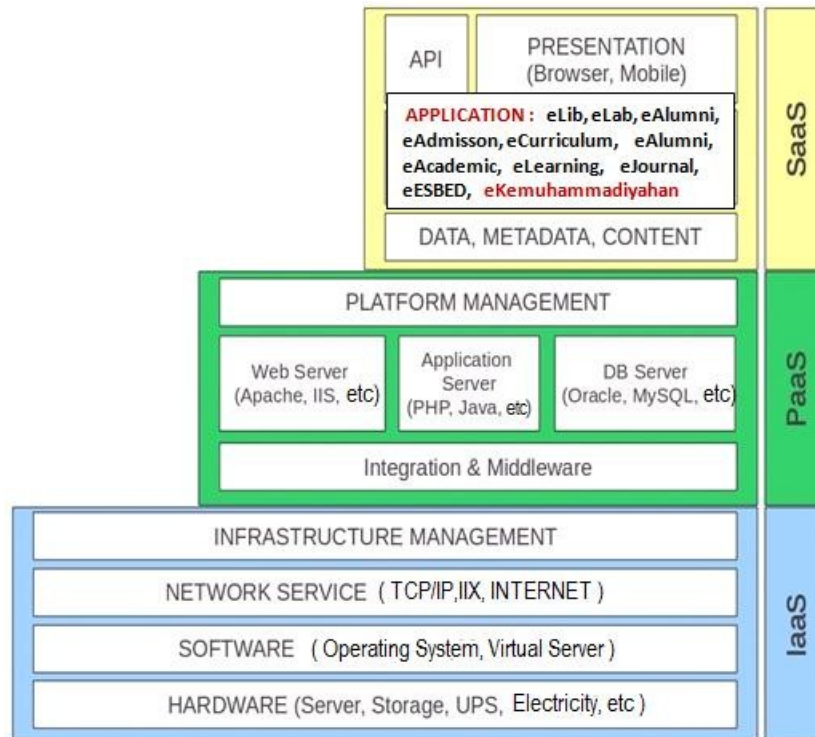 API
PRESENTATION
(Browser, Mobile)
APPLICATION : eLib, eLab, eAlumni,
eAdmisson, eCurriculum, eAlumni,
eAcademic, eLearning, eJournal,
eESBED, eKemuhammadiyahan
DATA, METADATA, CONTENT
SaaS
PLATFORM MANAGEMENT
Web Server
(Apache, IIS, etc)
Application
Server
(PHP, Java, etc)
DB Server
(Oracle, MySQL, etc)
Integration & Middleware
PaaS
INFRASTRUCTURE MANAGEMENT
NETWORK SERVICE ( TCP/IP,IIX, INTERNET )
SOFTWARE ( Operating System, Virtual Server )
HARDWARE (Server, Storage, UPS, Electricity, etc )
IaaS